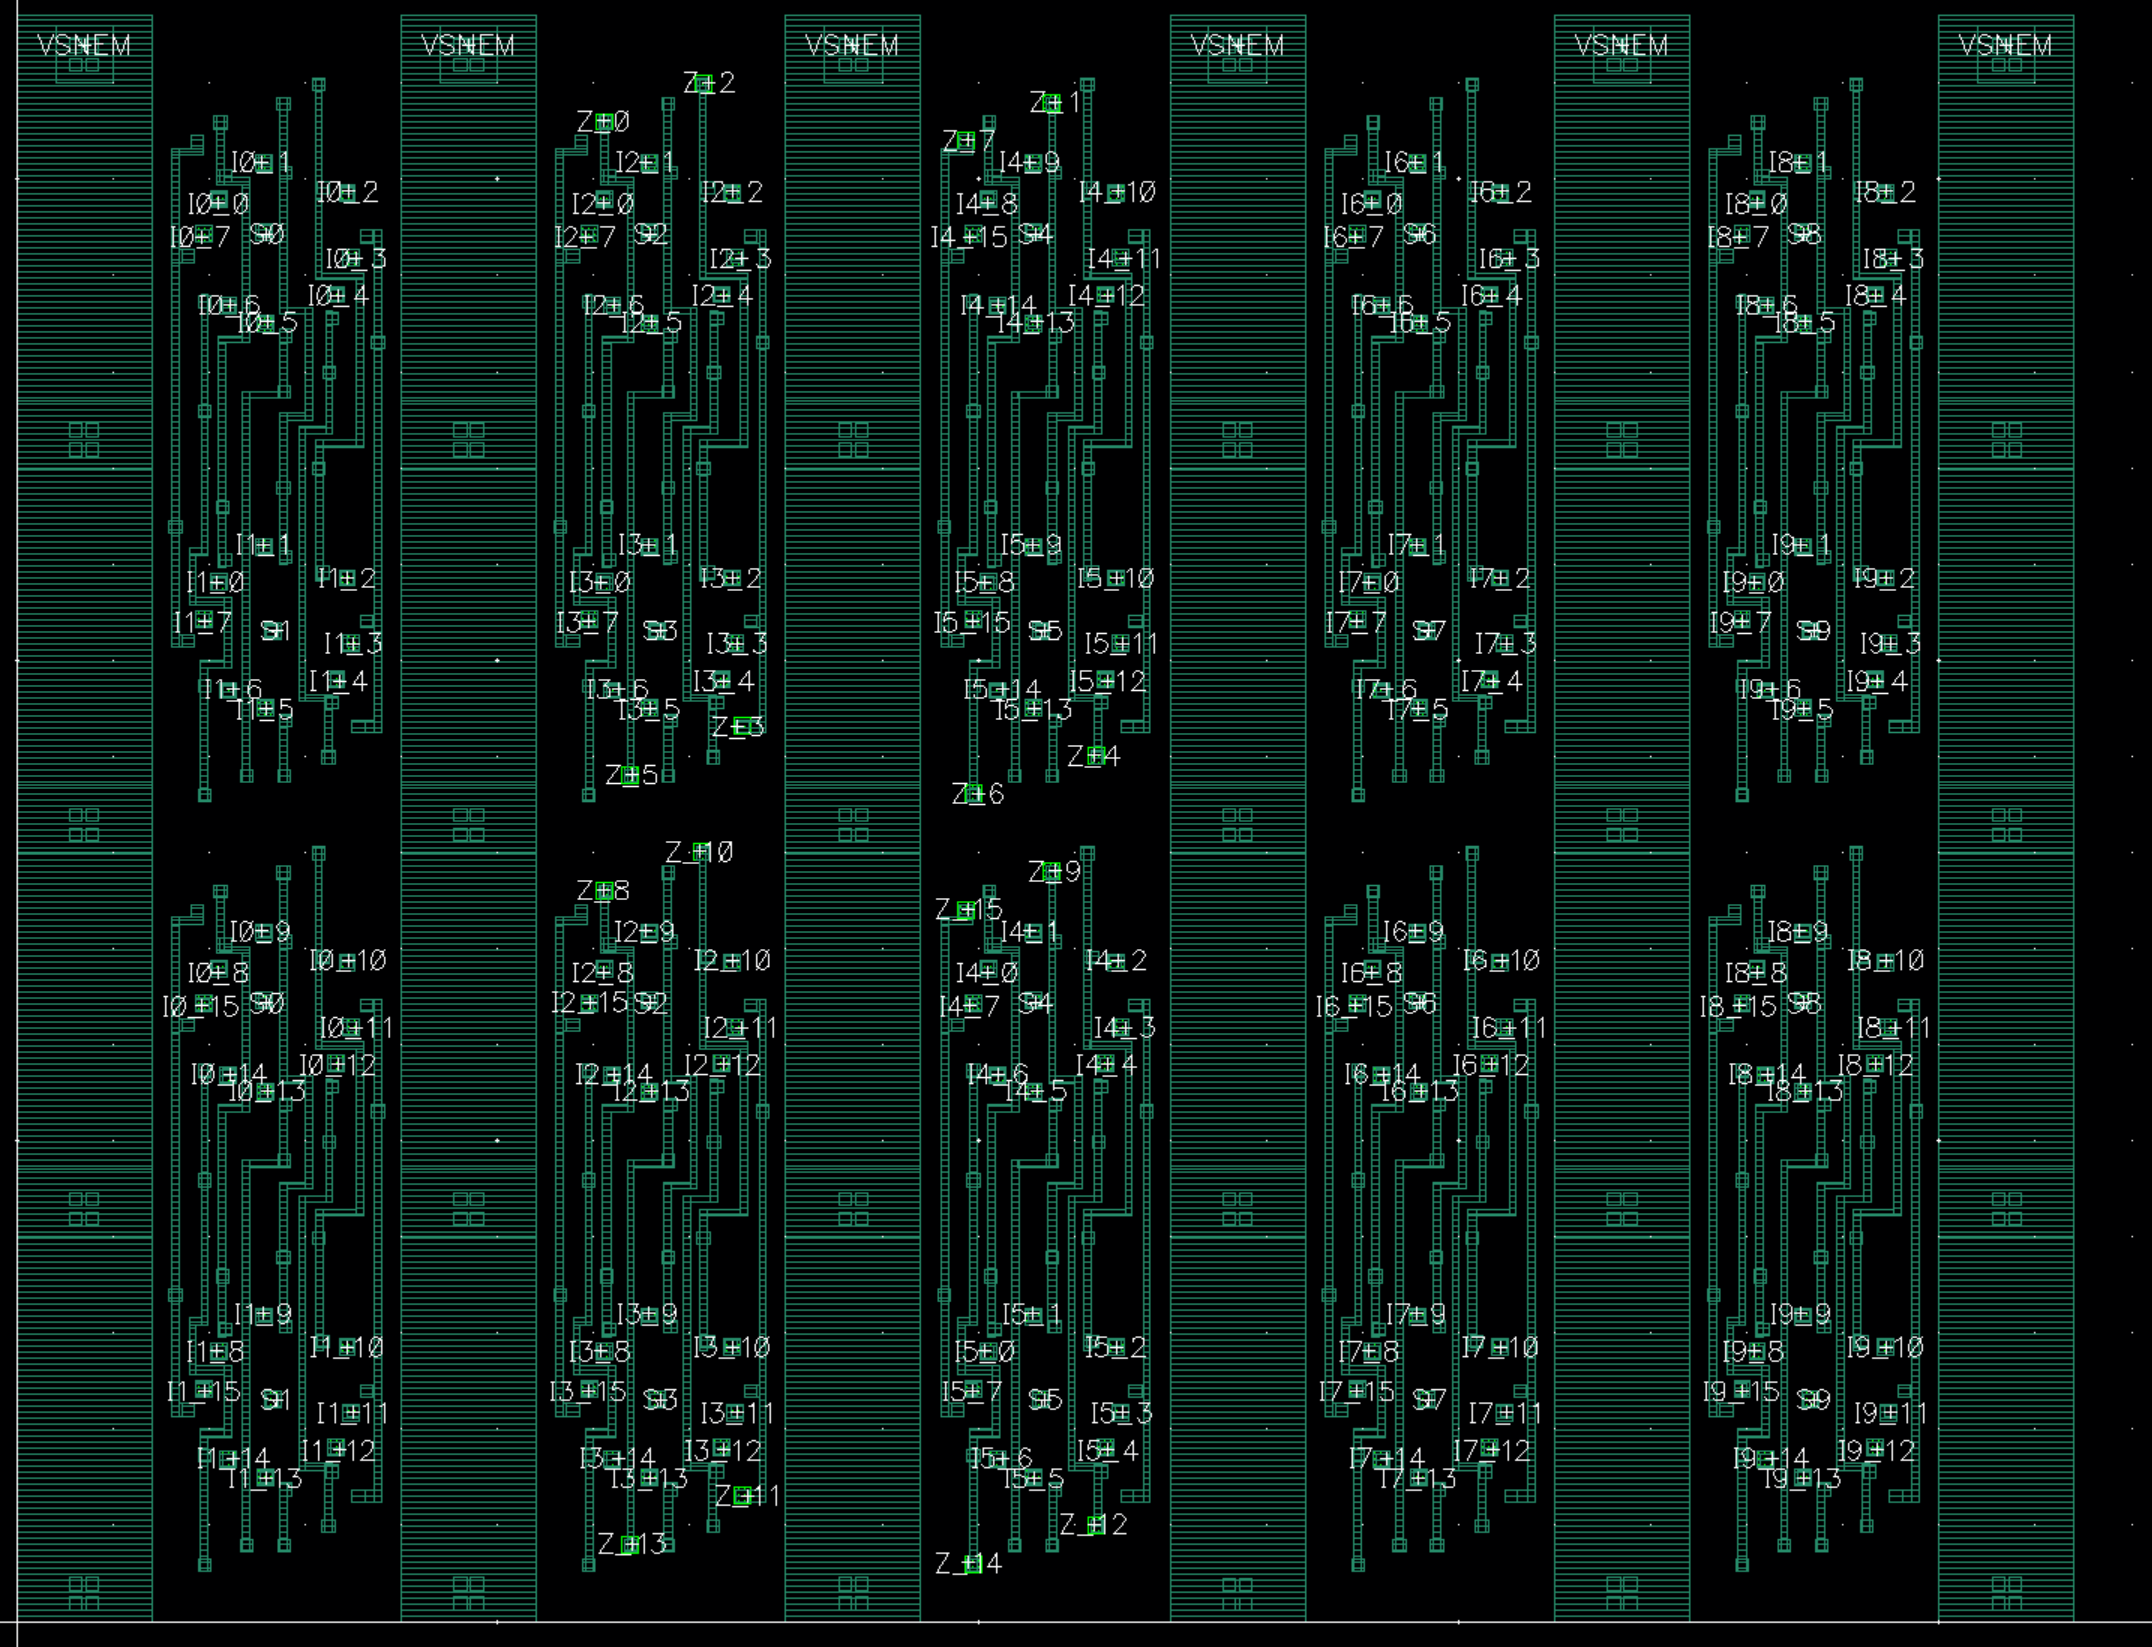 VSNEM VSNEM VSNEM VSNEM VSNEM VSNEM
Z_2
Z_1
Z_0
Z_7
I0_1 I2_1 I4_9 I6_1 I8_1
I0_2 I2_2 I4_10 I6_2 I8_2
I0_0 I2_0 I4_8 I6_0 I8_0
I0_7 S0 I2_7 S2 I4_15 S4 I6_7 S6 I8_7 S8
I0_3 I2_3 I4_11 I6_3 I8_3
I0_4 I2_4 I4_12 I6_4 I8_4
I0_6 I2_6 I4_14 I6_6 I8_6
I0_5 I2_5 I4_13 I6_5 I8_5
I1_1 I3_1 I5_9 I7_1 I9_1
I1_0 I1_2 I3_0 I3_2 I5_8 I5_10 I7_0 I7_2 I9_0 I9_2
I1_7 S1 I3_7 S3 I5_15 S5 I7_7 S7 I9_7 S9
I1_3 I3_3 I5_11 I7_3 I9_3
I1_4 I3_4 I5_12 I7_4 I9_4
I1_6 I3_6 I5_14 I7_6 I9_6
I1_5 I3_5 I5_13 I7_5 I9_5
Z_3
Z_4
Z_5
Z_6
Z_10
Z_9
Z_8
Z_15
I0_9 I2_9 I4_1 I6_9 I8_9
I0_10 I2_10 I4_2 I6_10 I8_10
I0_8 I2_8 I4_0 I6_8 I8_8
I0_15 S0 I2_15 S2 I4_7 S4 I6_15 S6 I8_15 S8
I0_11 I2_11 I4_3 I6_11 I8_11
I0_12 I2_12 I4_4 I6_12 I8_12
I0_14 I2_14 I4_6 I6_14 I8_14
I0_13 I2_13 I4_5 I6_13 I8_13
I1_9 I3_9 I5_1 I7_9 I9_9
I1_8 I1_10 I3_8 I3_10 I5_0 I5_2 I7_8 I7_10 I9_8 I9_10
I1_15 S1 I3_15 S3 I5_7 S5 I7_15 S7 I9_15 S9
I1_11 I3_11 I5_3 I7_11 I9_11
I1_12 I3_12 I5_4 I7_12 I9_12
I1_14 I3_14 I5_6 I7_14 I9_14
I1_13 I3_13 I5_5 I7_13 I9_13
Z_11
Z_12
Z_13
Z_14